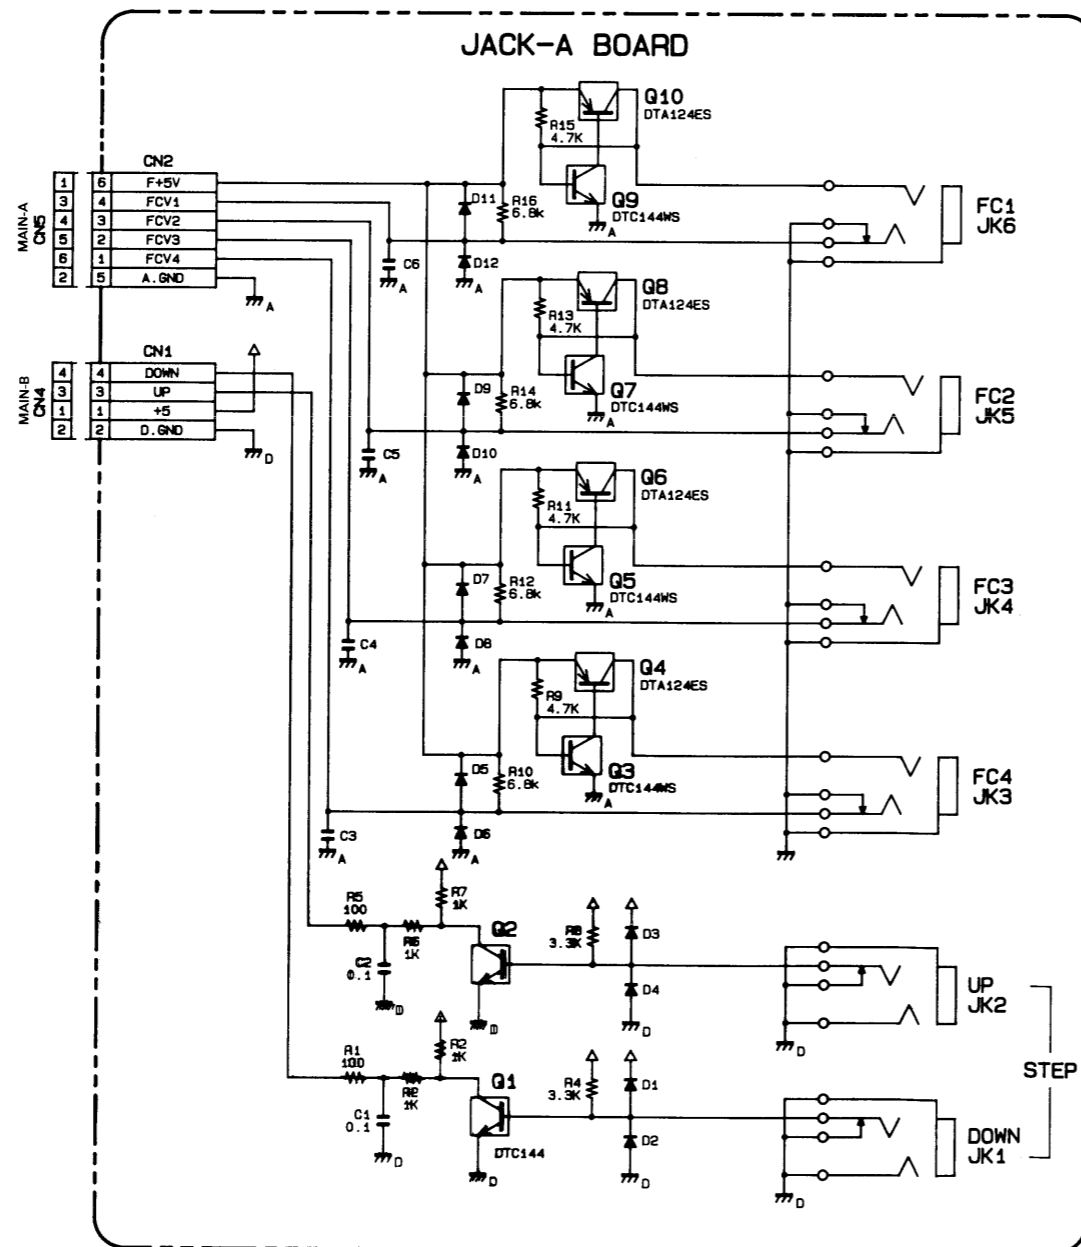 JACK-A BOARD
Q10
DTA124ES
R15
4.7K
CN2
MAIN-A
CN5
1 6 F+5V
3 4 FCV1
4 3 FCV2
5 2 FCV3
6 1 FCV4
2 5 A.GND
A
D11
R16
6.8k
Q9
DTC144WS
A
FC1
JK6
C6
A
D12
A
Q8
DTA124ES
R13
4.7K
CN1
MAIN-B
CN4
4 4 DOWN
3 3 UP
1 1 +5
2 2 D.GND
D
D9
R14
6.8k
Q7
DTC144WS
A
FC2
JK5
C5
A
D10
A
Q6
DTA124ES
R11
4.7K
D7
R12
6.8k
Q5
DTC144WS
A
FC3
JK4
C4
A
D8
A
Q4
DTA124ES
R9
4.7K
D5
R10
6.8k
Q3
DTC144WS
A
FC4
JK3
C3
A
D6
A
R7
1K
R5
100
R6
1K
Q2
R8
3.3K
D3
C2
0.1
D
D
D4
D
UP
JK2
D
R2
1K
R1
100
R2
1K
Q1
R4
3.3K
D1
STEP
C1
0.1
D
DTC144
D
D2
D
DOWN
JK1
D